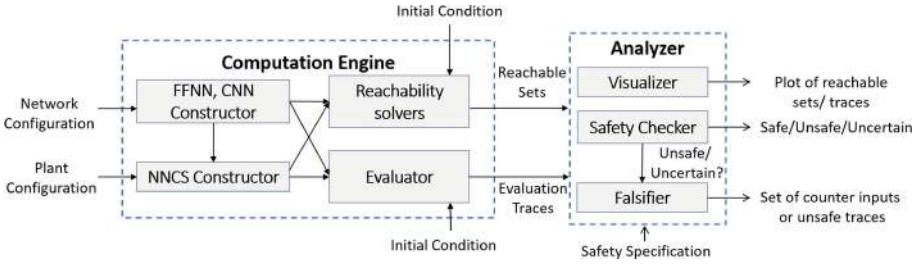 Initial Condition
Computation Engine
Analyzer
Network
Configuration
FFNN, CNN
Constructor
Reachability
solvers
Reachable
Sets
Visualizer
Plot of reachable
sets/ traces
Safety Checker
Safe/Unsafe/Uncertain
Unsafe/
Uncertain?
Plant
Configuration
NNCS Constructor
Evaluator
Evaluation
Traces
Falsifier
Set of counter inputs
or unsafe traces
Initial Condition
Safety Specification